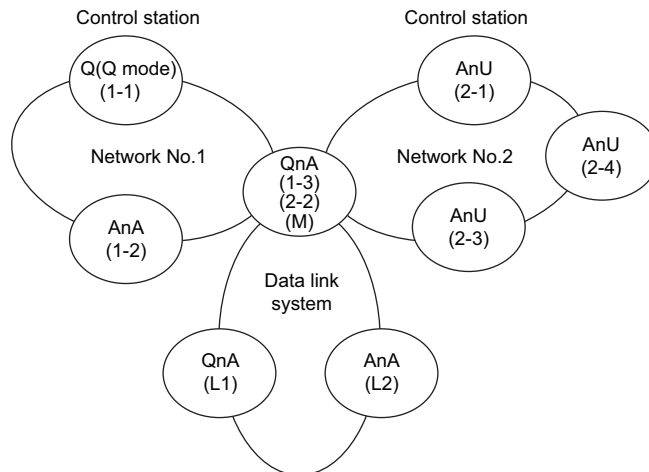 Control station
Control station
Q(Q mode)
(1-1)
AnU
(2-1)
Network No.1
Network No.2
AnU
(2-4)
QnA
(1-3)
(2-2)
(M)
AnA
(1-2)
AnU
(2-3)
Data link
system
QnA
(L1)
AnA
(L2)